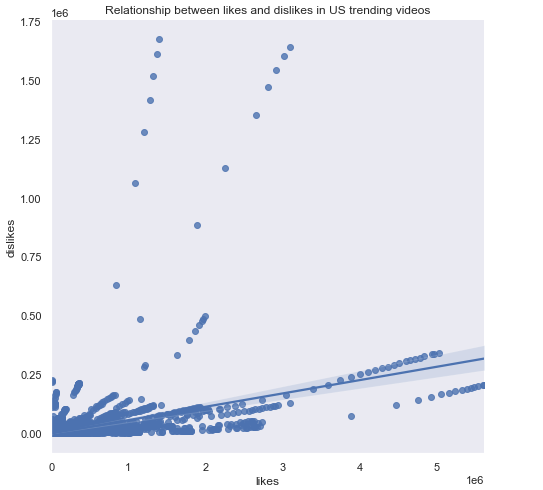 Relationship between likes and dislikes in US trending videos
1e6
1.75
1.50
1.25
1.00
0.75
0.50
0.25
0.00
dislikes
0 1 2 3 4 5
likes
1e6